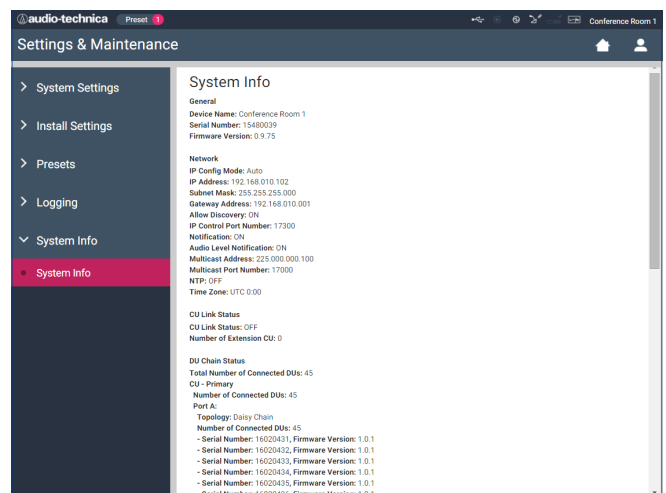 audio-technica Preset 1 Conference Room 1
Settings & Maintenance
System Settings
Install Settings
Presets
Logging
System Info
System Info
System Info
General
Device Name: Conference Room 1
Serial Number: 15480039
Firmware Version: 0.9.75
Network
IP Config Mode: Auto
IP Address: 192.168.010.102
Subnet Mask: 255.255.255.000
Gateway Address: 192.168.010.001
Allow Discovery: ON
IP Control Port Number: 17300
Notification: ON
Audio Level Notification: ON
Multicast Address: 225.000.000.100
Multicast Port Number: 17000
NTP: OFF
Time Zone: UTC 0:00
CU Link Status
CU Link Status: OFF
Number of Extension CU: 0
DU Chain Status
Total Number of Connected DUs: 45
CU - Primary
Number of Connected DUs: 45
Port A:
Topology: Daisy Chain
Number of Connected DUs: 45
- Serial Number: 16020431, Firmware Version: 1.0.1
- Serial Number: 16020432, Firmware Version: 1.0.1
- Serial Number: 16020433, Firmware Version: 1.0.1
- Serial Number: 16020434, Firmware Version: 1.0.1
- Serial Number: 16020435, Firmware Version: 1.0.1